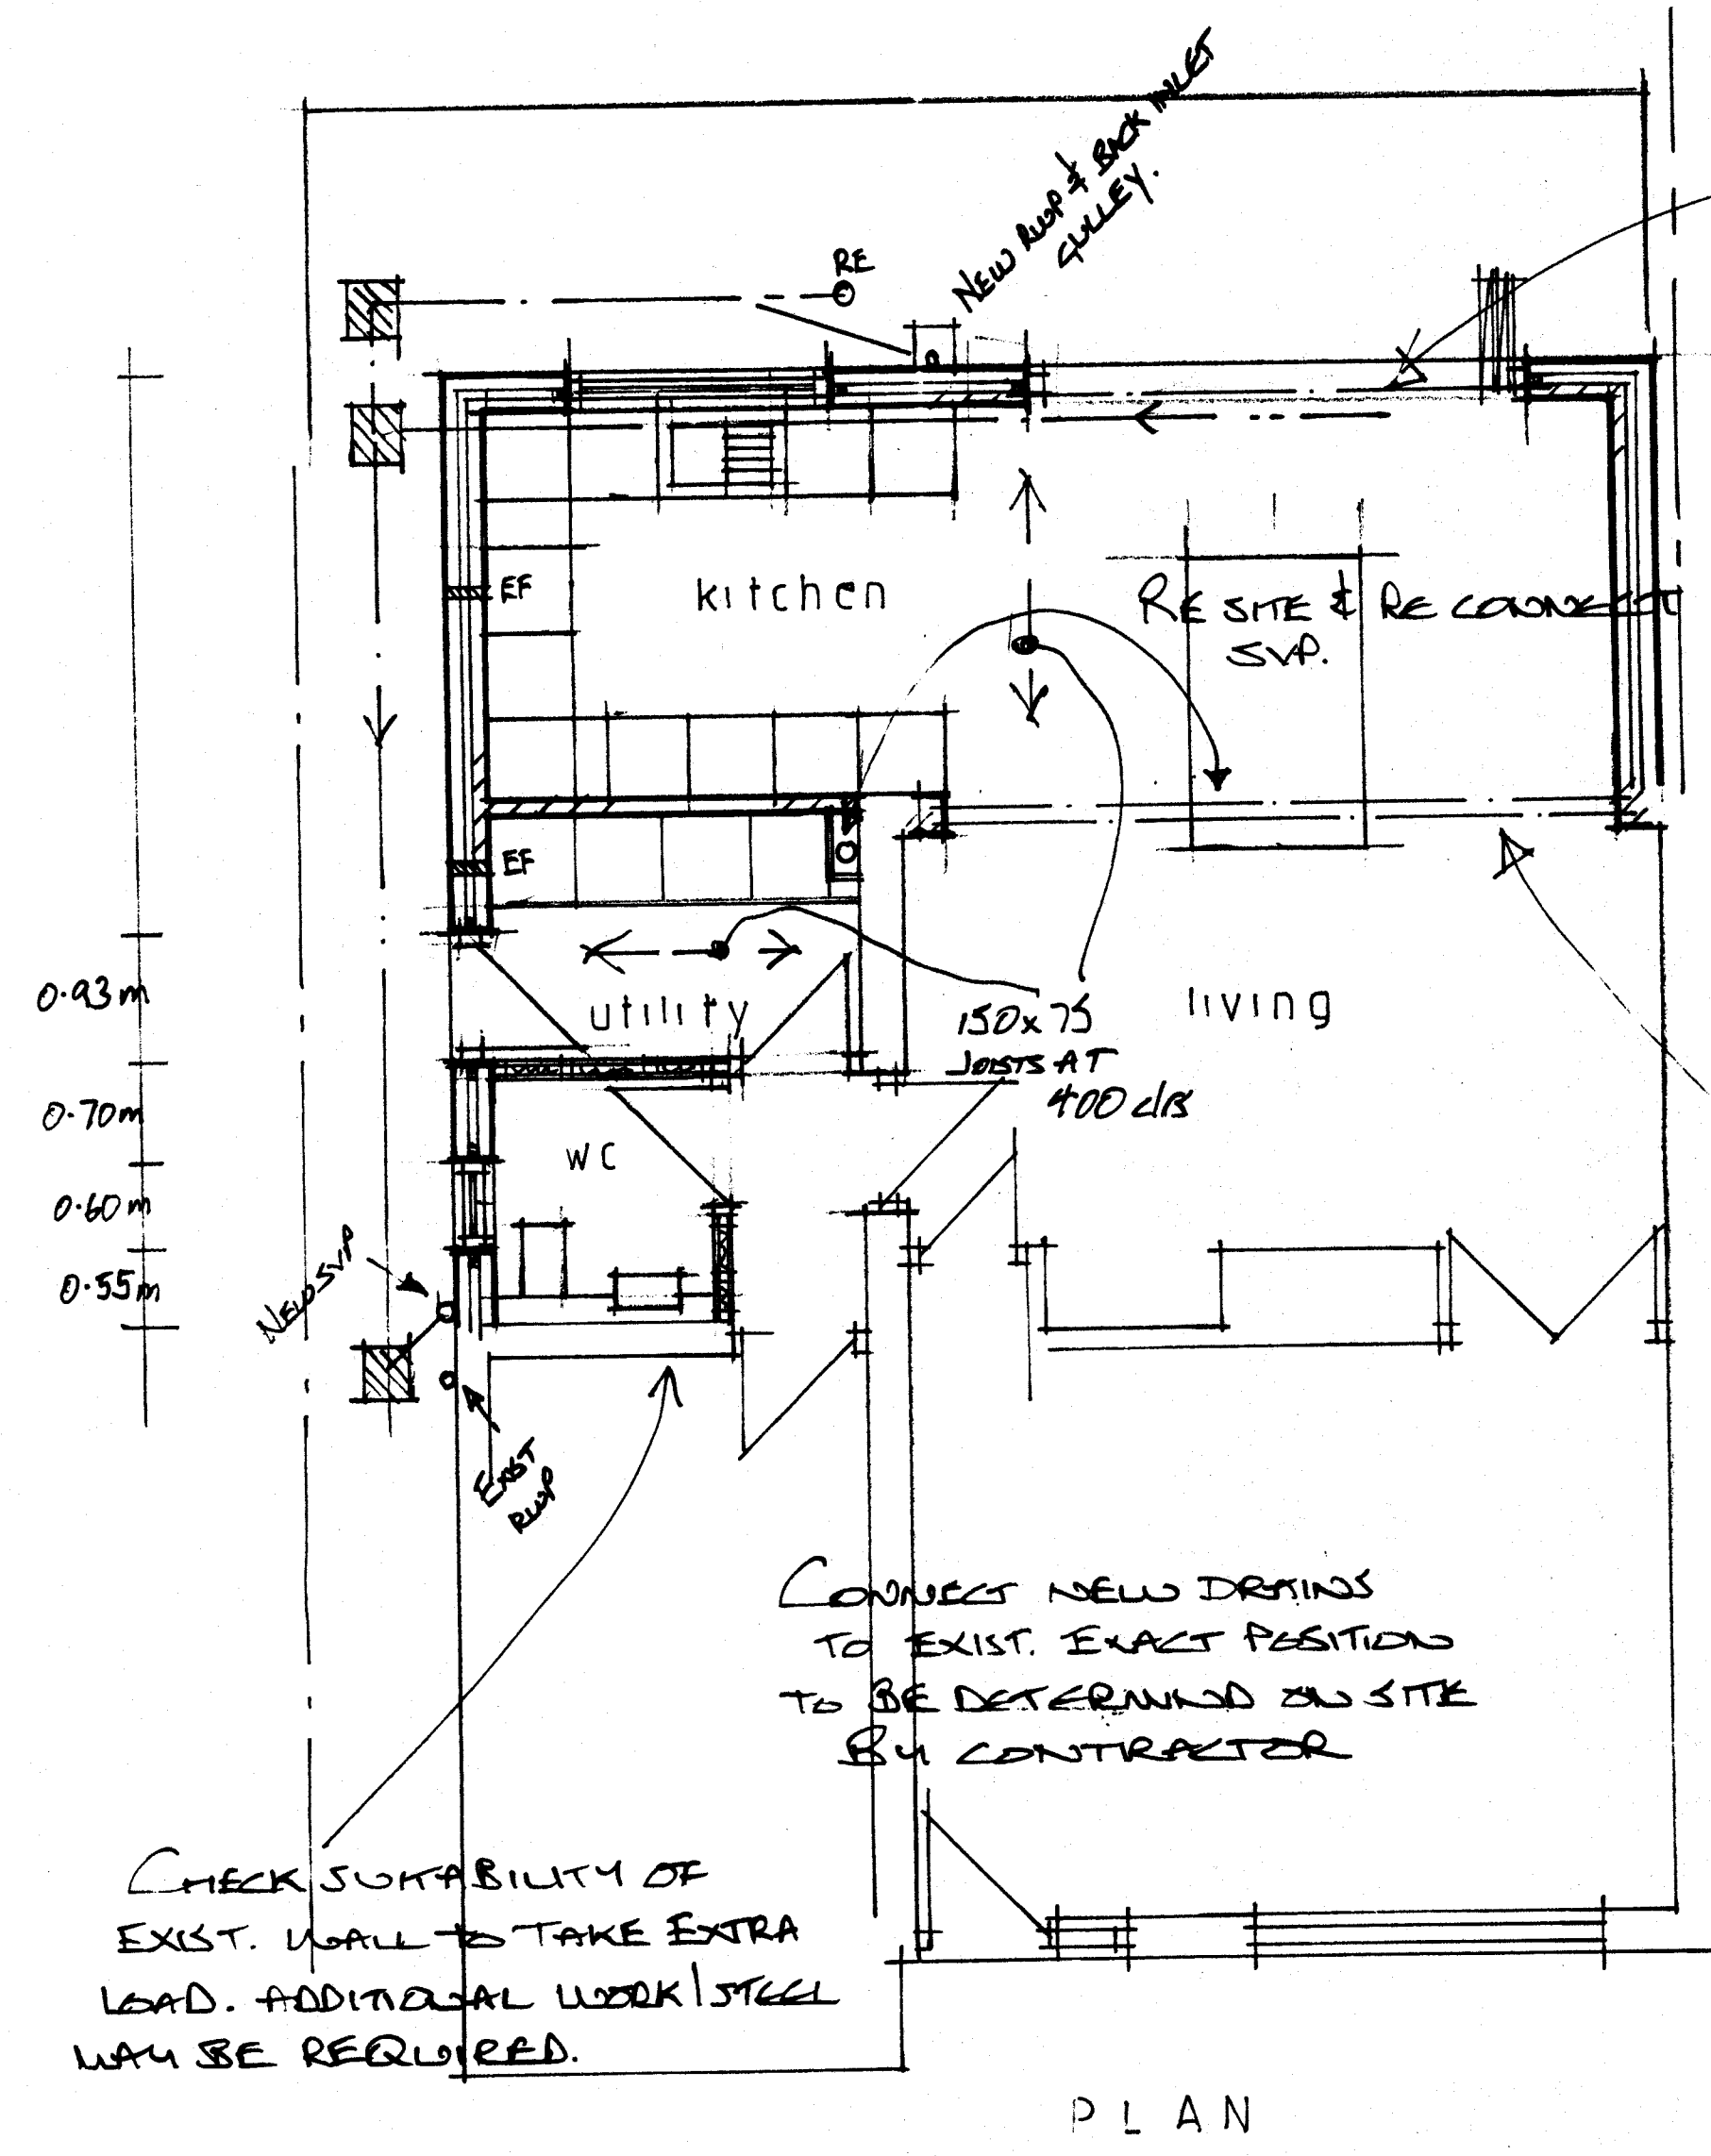 NEW RWP & BACK INLET
GULLEY.
RE
EF
kitchen
RE SITE & RE CONNECT
SVP.
EF
0.93m
utility
living
150x75
JOISTS AT
400 c/rs
0.70m
WC
0.60m
NEW SVP
0.55m
EXIST
RWP
CONNECT NEW DRAINS
TO EXIST. EXACT POSITION
TO BE DETERMIND ON SITE
BY CONTRACTOR
CHECK SUITABILITY OF
EXIST. WALL TO TAKE EXTRA
LOAD. ADDITIONAL WORK/STEEL
MAY BE REQUIRED.
PLAN